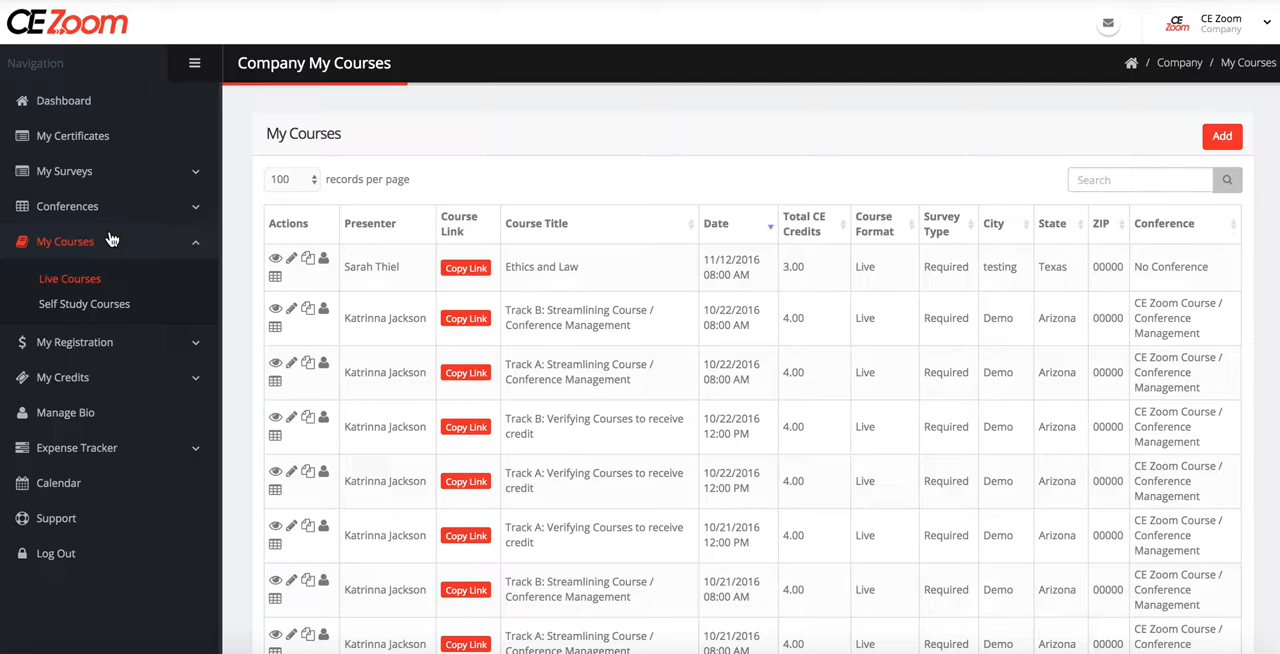 CE Zoom
CE Zoom
CE Zoom
Company
Navigation
Company My Courses
/ Company / My Courses
Dashboard
My Certificates
My Surveys
Conferences
My Courses
Live Courses
Self Study Courses
My Registration
My Credits
Manage Bio
Expense Tracker
Calendar
Support
Log Out
My Courses
Add
100 records per page
Search
Actions Presenter Course Link Course Title Date Total CE Credits Course Format Survey Type City State ZIP Conference
Sarah Thiel Copy Link Ethics and Law 11/12/2016 08:00 AM 3.00 Live Required testing Texas 00000 No Conference
Katrinna Jackson Copy Link Track B: Streamlining Course / Conference Management 10/22/2016 08:00 AM 4.00 Live Required Demo Arizona 00000 CE Zoom Course / Conference Management
Katrinna Jackson Copy Link Track A: Streamlining Course / Conference Management 10/22/2016 08:00 AM 4.00 Live Required Demo Arizona 00000 CE Zoom Course / Conference Management
Katrinna Jackson Copy Link Track B: Verifying Courses to receive credit 10/22/2016 12:00 PM 4.00 Live Required Demo Arizona 00000 CE Zoom Course / Conference Management
Katrinna Jackson Copy Link Track A: Verifying Courses to receive credit 10/22/2016 12:00 PM 4.00 Live Required Demo Arizona 00000 CE Zoom Course / Conference Management
Katrinna Jackson Copy Link Track A: Verifying Courses to receive credit 10/21/2016 12:00 PM 4.00 Live Required Demo Arizona 00000 CE Zoom Course / Conference Management
Katrinna Jackson Copy Link Track B: Streamlining Course / Conference Management 10/21/2016 08:00 AM 4.00 Live Required Demo Arizona 00000 CE Zoom Course / Conference Management
Katrinna Jackson Copy Link Track A: Streamlining Course / Conference Management 10/21/2016 08:00 AM 4.00 Live Required Demo Arizona 00000 CE Zoom Course / Conference